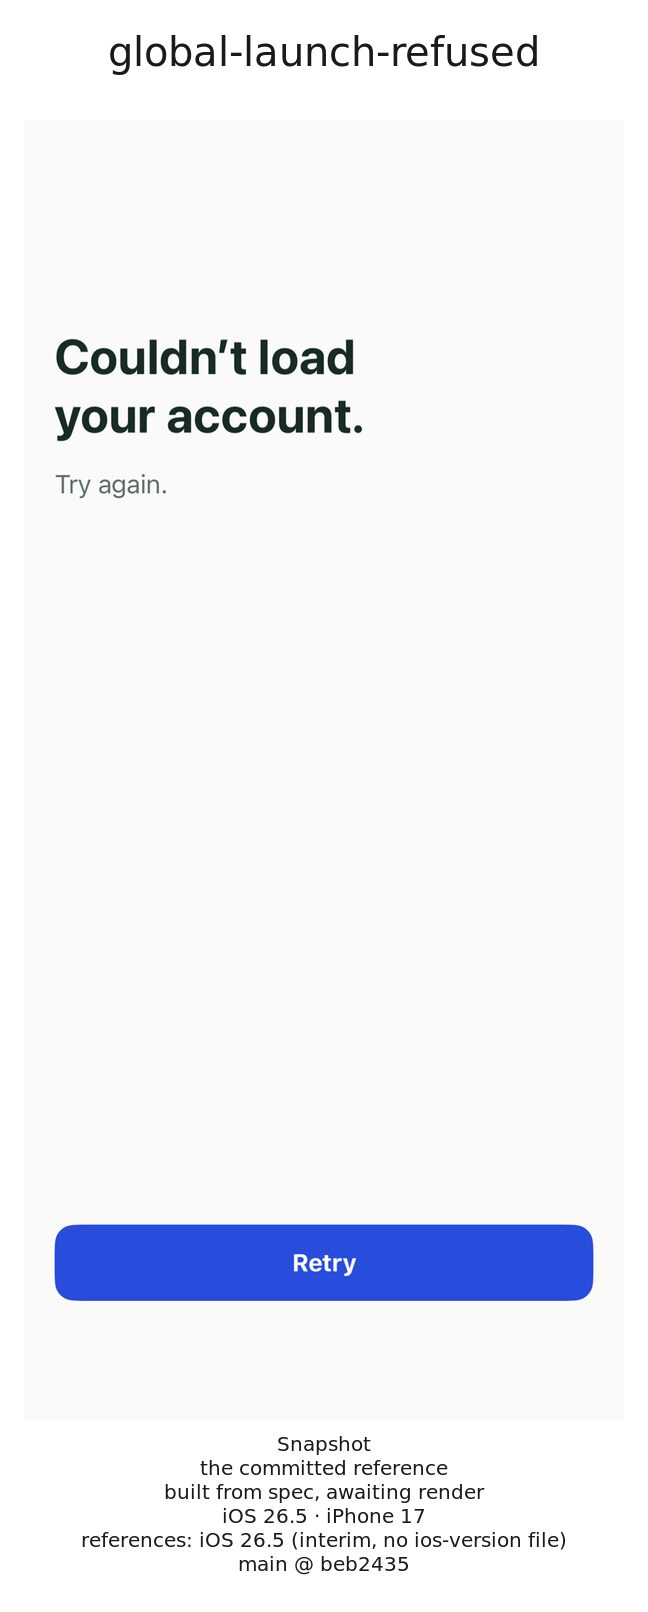 global-launch-refused
Couldn’t load
your account.
Try again.
Retry
Snapshot
the committed reference
built from spec, awaiting render
iOS 26.5 · iPhone 17
references: iOS 26.5 (interim, no ios-version file)
main @ beb2435